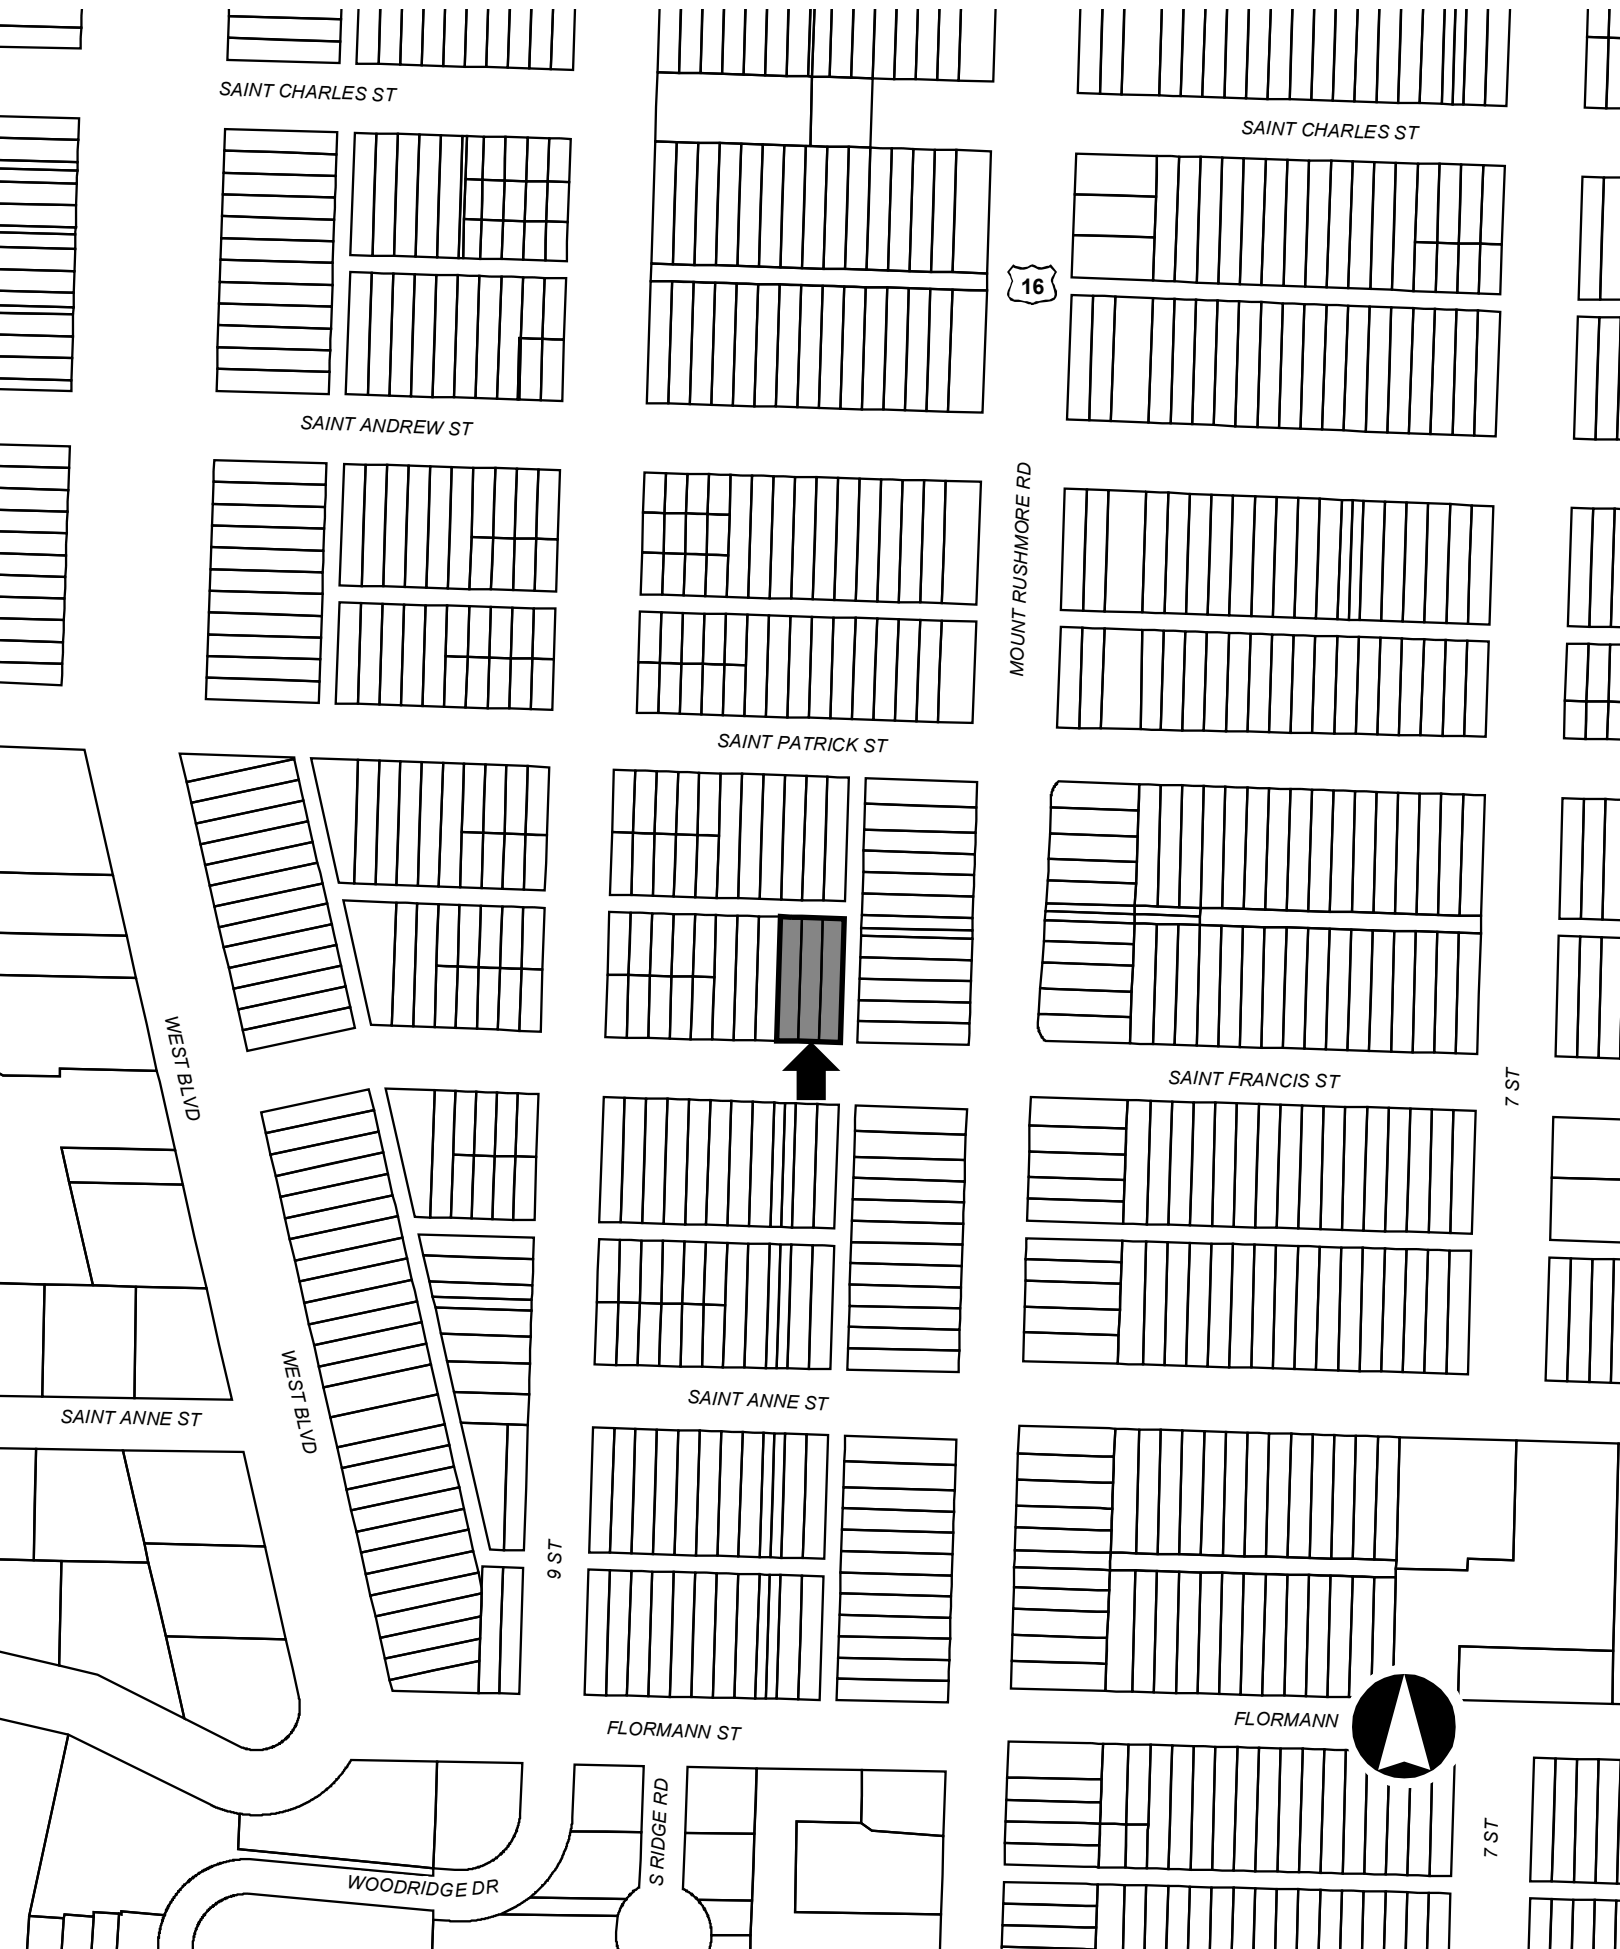 SAINT CHARLES ST
SAINT CHARLES ST
16
SAINT ANDREW ST
MOUNT RUSHMORE RD
SAINT PATRICK ST
WEST BLVD
SAINT FRANCIS ST
7 ST
WEST BLVD
SAINT ANNE ST
SAINT ANNE ST
9 ST
FLORMANN ST
FLORMANN
S RIDGE RD
7 ST
WOODRIDGE DR